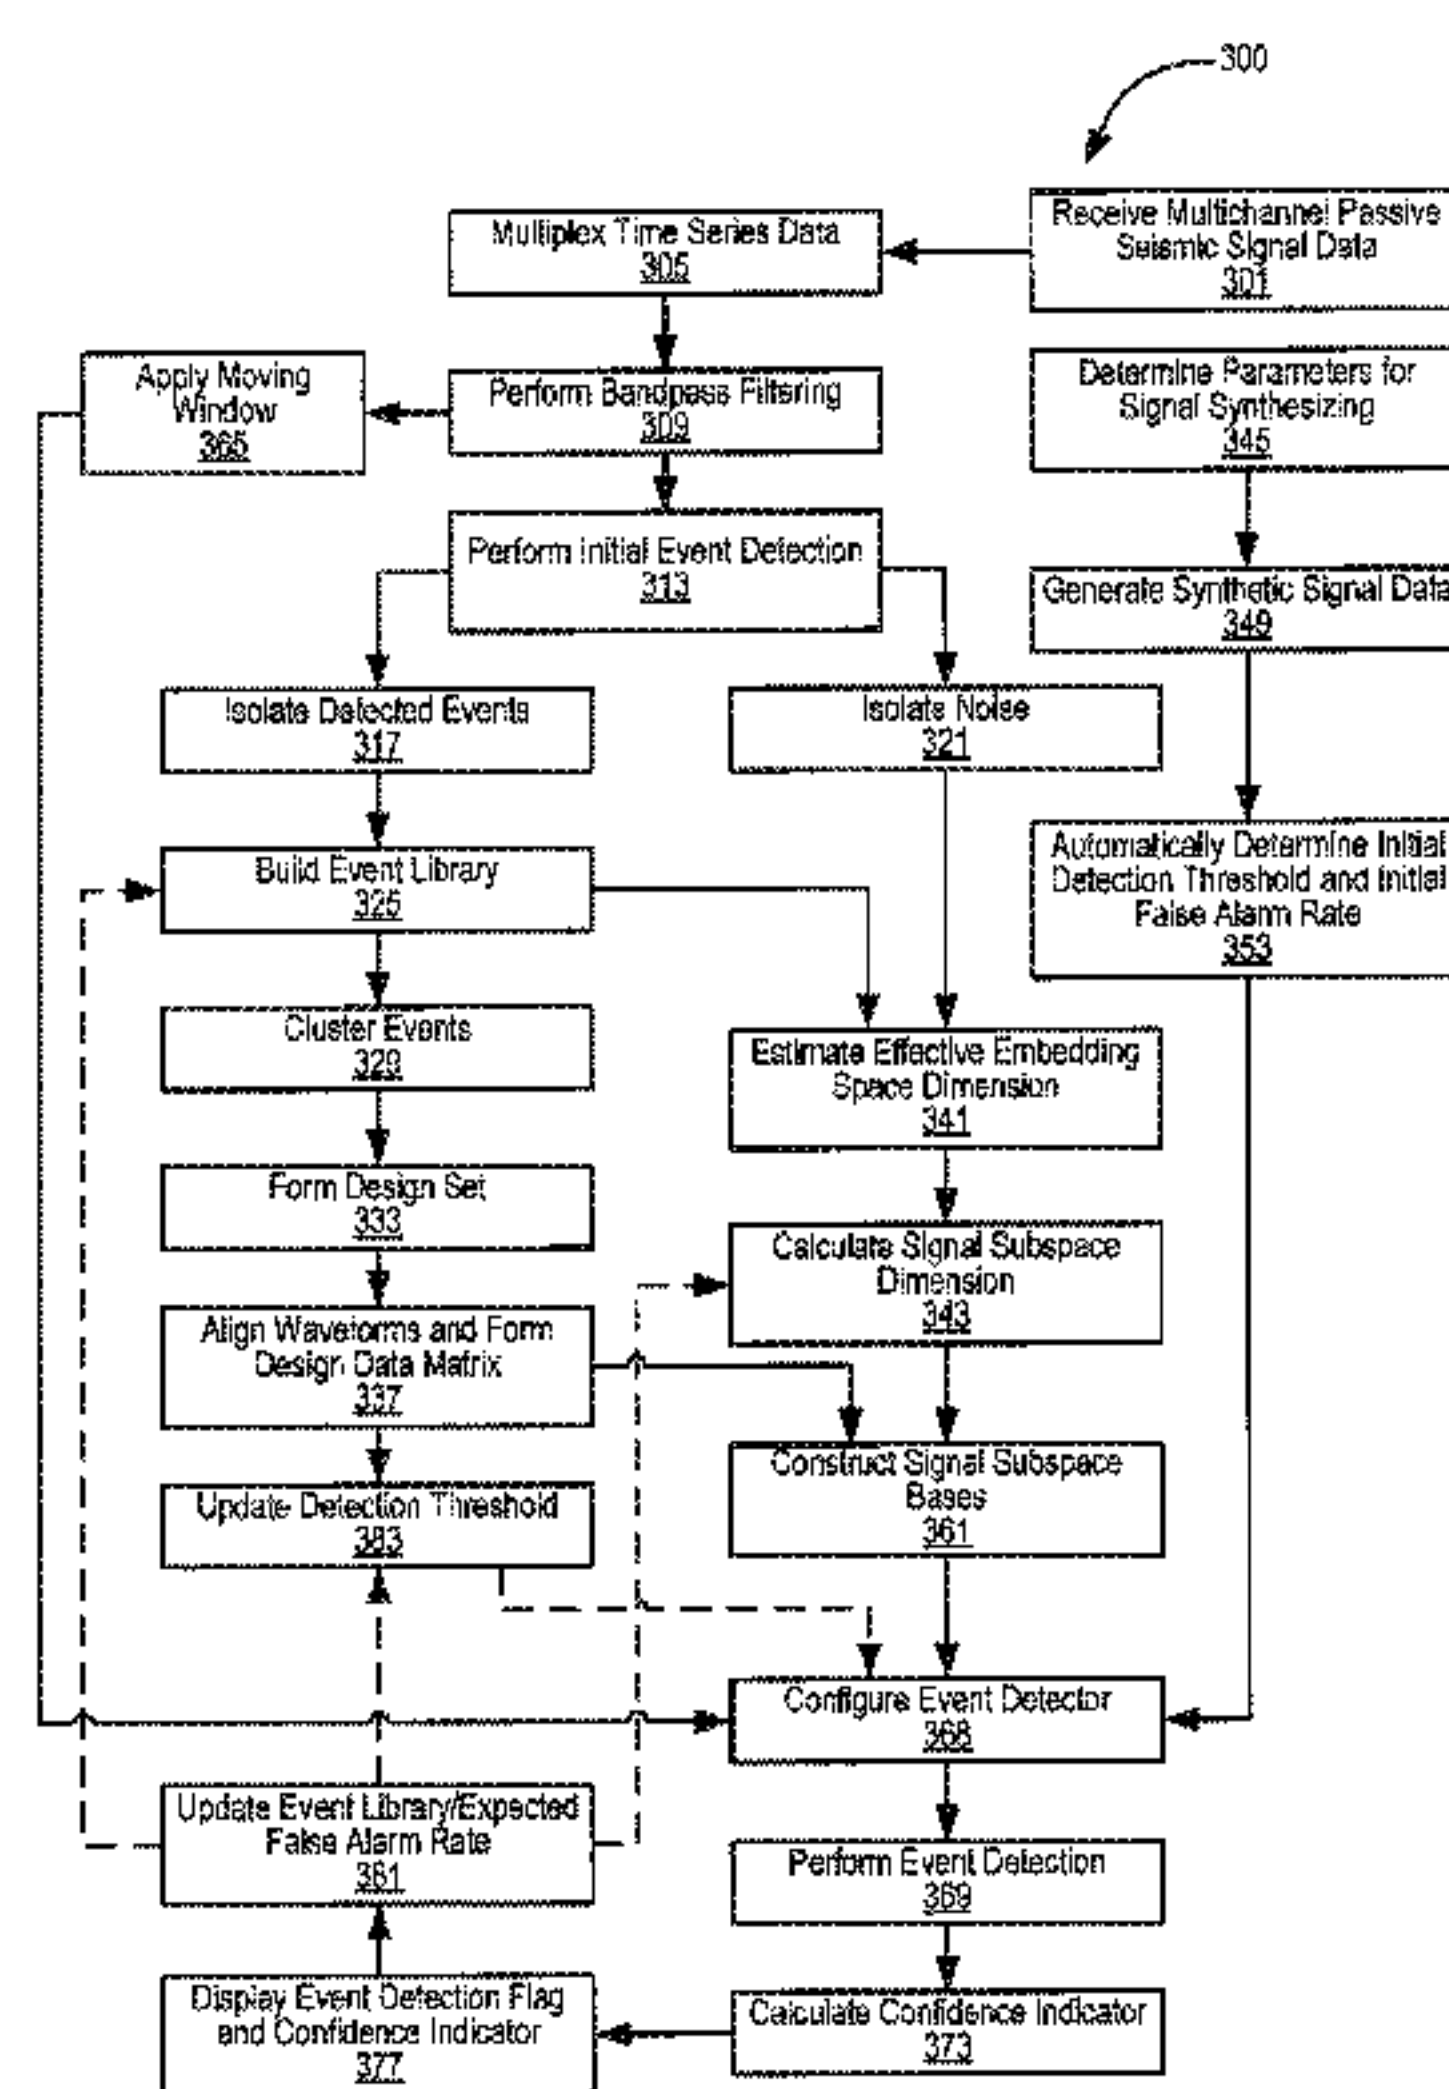 300
Receive Multichannel Passive
Seismic Signal Data
301
Multiplex Time Series Data
305
Determine Parameters for
Signal Synthesizing
345
Apply Moving
Window
365
Perform Bandpass Filtering
309
Perform Initial Event Detection
313
Generate Synthetic Signal Data
349
Isolate Detected Events
317
Isolate Noise
321
Automatically Determine Initial
Detection Threshold and Initial
False Alarm Rate
353
Build Event Library
325
Cluster Events
329
Estimate Effective Embedding
Space Dimension
341
Form Design Set
333
Calculate Signal Subspace
Dimension
343
Align Waveforms and Form
Design Data Matrix
337
Construct Signal Subspace
Bases
361
Update Detection Threshold
383
Configure Event Detector
368
Update Event Library/Expected
False Alarm Rate
381
Perform Event Detection
369
Display Event Detection Flag
and Confidence Indicator
377
Calculate Confidence Indicator
373